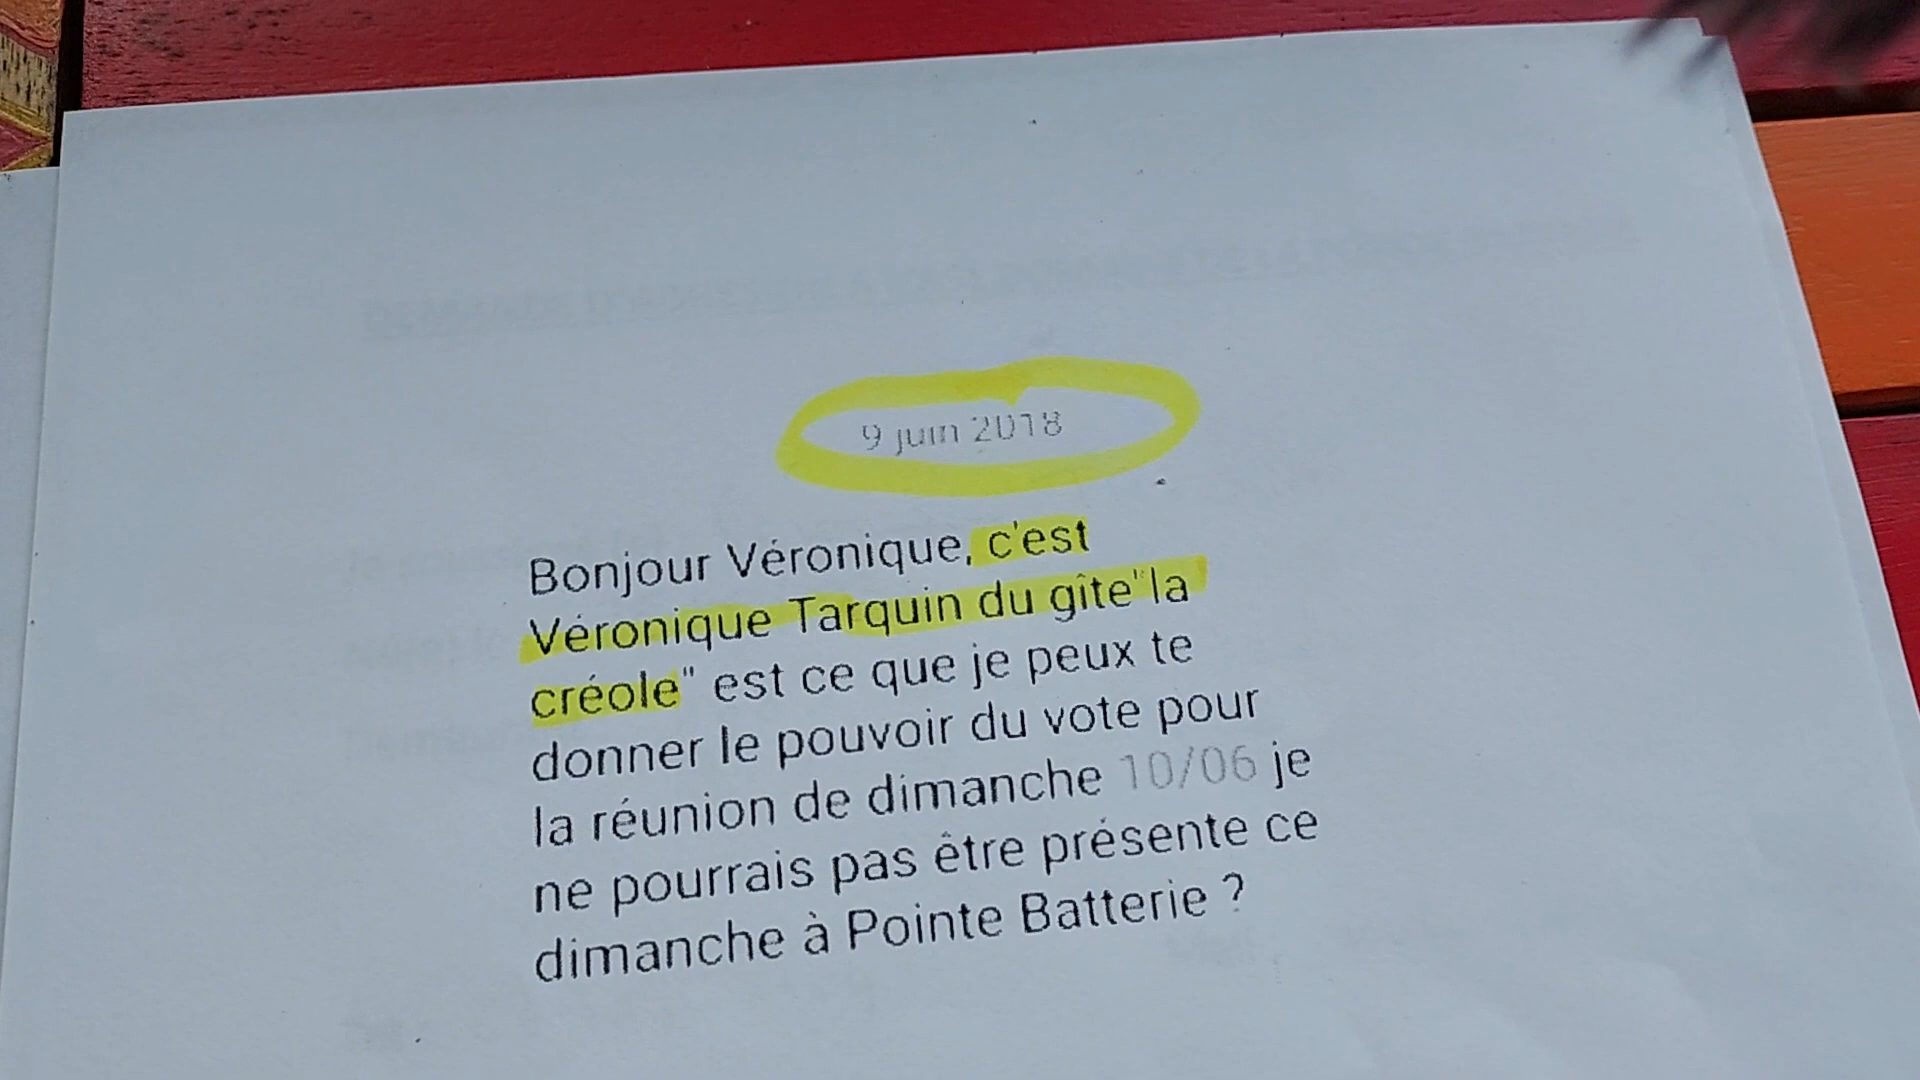 9 juin 2018
Bonjour Véronique, c'est
Véronique Tarquin du gîte"la
créole" est ce que je peux te
donner le pouvoir du vote pour
la réunion de dimanche 10/06 je
ne pourrais pas être présente ce
dimanche à Pointe Batterie ?